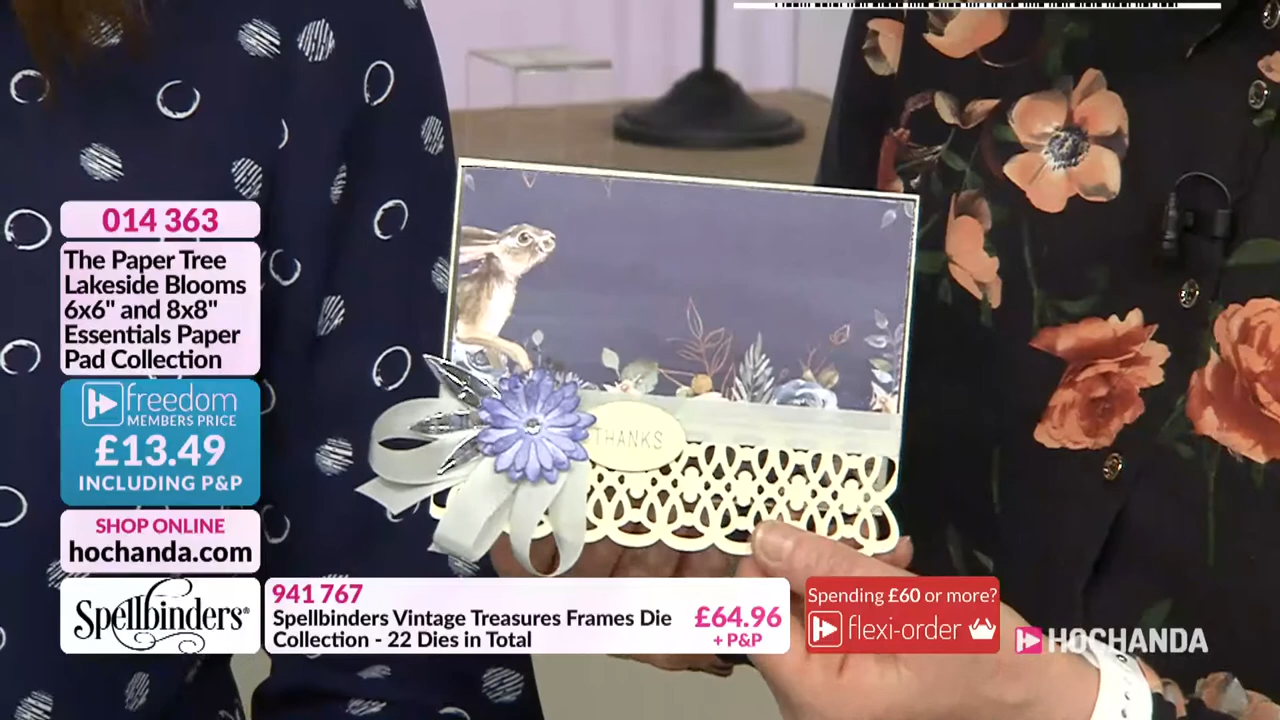 014 363
The Paper Tree
Lakeside Blooms
6x6" and 8x8"
Essentials Paper
Pad Collection
freedom
MEMBERS PRICE
£13.49
INCLUDING P&P
SHOP ONLINE
hochanda.com
Spellbinders®
941 767
Spellbinders Vintage Treasures Frames Die
Collection - 22 Dies in Total
£64.96
+ P&P
Spending £60 or more?
flexi-order
HOCHANDA
THANKS